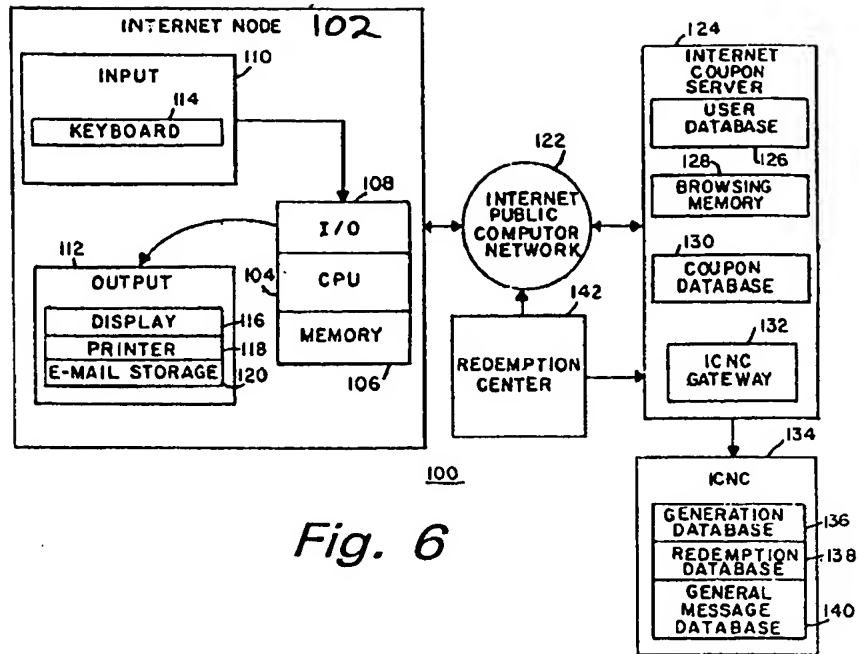 INTERNET NODE 102
INPUT
110
114
KEYBOARD
108
I/O
CPU
MEMORY
104
106
112
OUTPUT
DISPLAY
PRINTER
E-MAIL STORAGE
116
118
120
122
INTERNET
PUBLIC
COMPUTOR
NETWORK
142
REDEMPTION
CENTER
124
INTERNET
COUPON
SERVER
USER
DATABASE
126
128
BROWSING
MEMORY
130
COUPON
DATABASE
132
ICNC
GATEWAY
134
ICNC
GENERATION
DATABASE
136
REDEMPTION
DATABASE
138
GENERAL
MESSAGE
DATABASE
140
100
Fig. 6